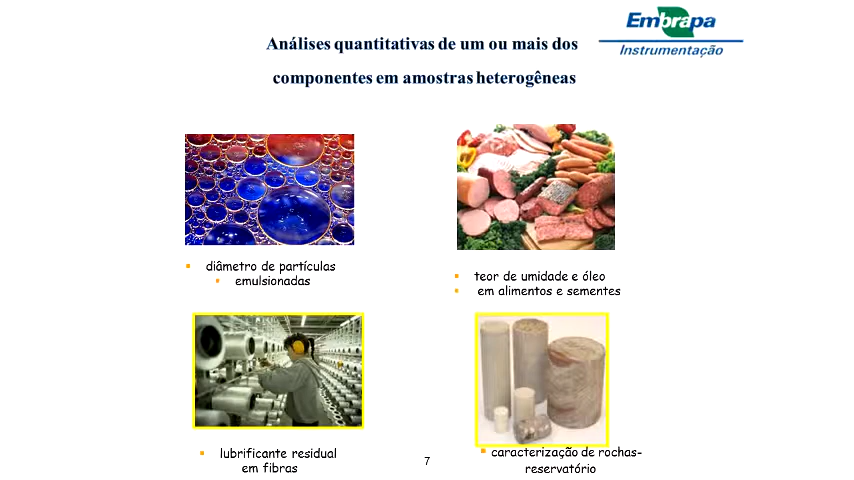 Análises quantitativas de um ou mais dos
componentes em amostras heterogêneas
Embrapa
Instrumentação
diâmetro de partículas
emulsionadas
teor de umidade e óleo
em alimentos e sementes
lubrificante residual
em fibras
7
caracterização de rochas-
reservatório